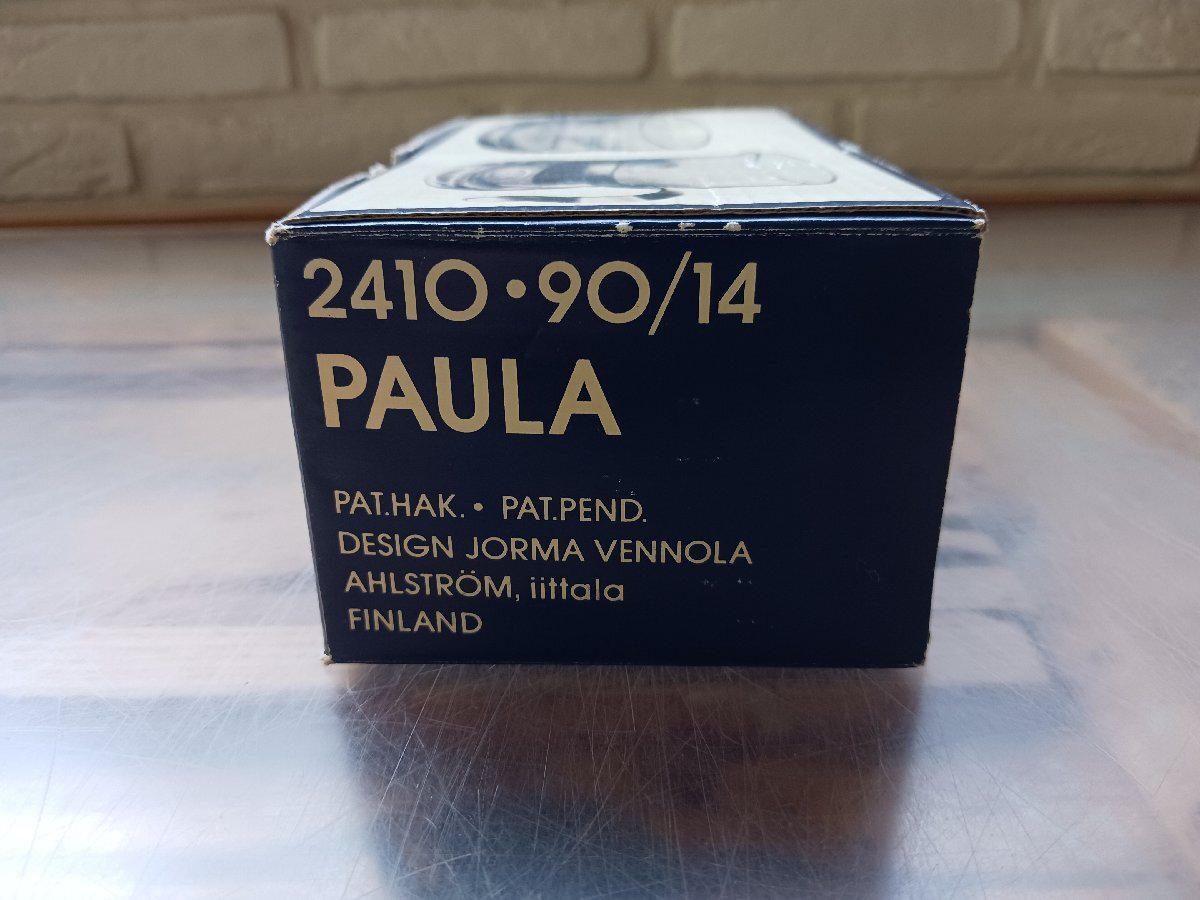 2410•90/14
PAULA
PAT.HAK. • PAT.PEND.
DESIGN JORMA VENNOLA
AHLSTRÖM, iittala
FINLAND